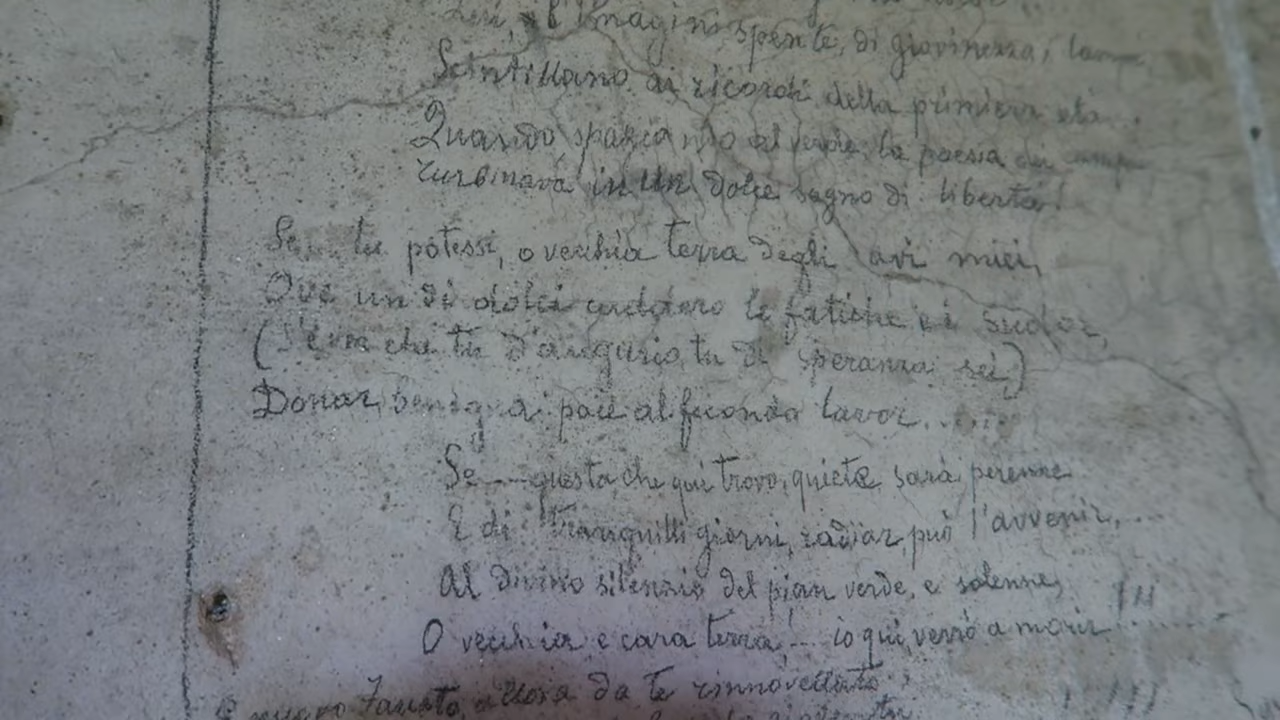 l'imagini spente, di giovinezza,
Scintillano ai ricordi della primiera età
Quando spaziando al verde la poesia
turbinava in un dolce sogno di libertà!
Se... tu potessi, o vecchia terra degli avi miei,
Ove un dì dolci caddero le fatiche e i sudor,
che tu d'augurio, tu di speranza sei)
Donar, benigna pace al fecondo lavor......
Se ---- questa che qui trovo, quiete sarà perenne
E di tranquilli giorni, radiar, può l'avvenir,...
Al divino silenzio del pian verde, e solenne,
O vecchia e cara terra!... io qui, verrò a morir !!!.......
nuovo Fausto, allora da te rinnovellato